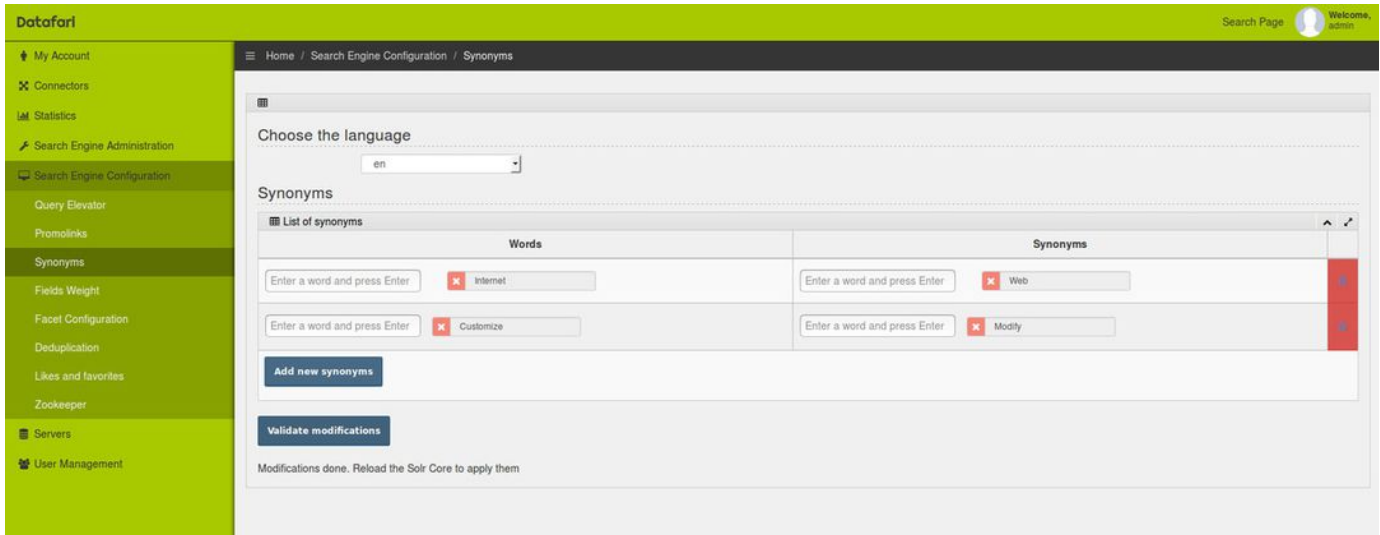 Datafari
Search Page
Welcome,
admin
My Account
Connectors
Statistics
Search Engine Administration
Search Engine Configuration
Query Elevator
Promolinks
Synonyms
Fields Weight
Facet Configuration
Deduplication
Likes and favorites
Zookeeper
Servers
User Management
Home / Search Engine Configuration / Synonyms
Choose the language
en
Synonyms
List of synonyms
Words Synonyms
Enter a word and press Enter Internet Enter a word and press Enter Web
Enter a word and press Enter Customize Enter a word and press Enter Modify
Add new synonyms
Validate modifications
Modifications done. Reload the Solr Core to apply them